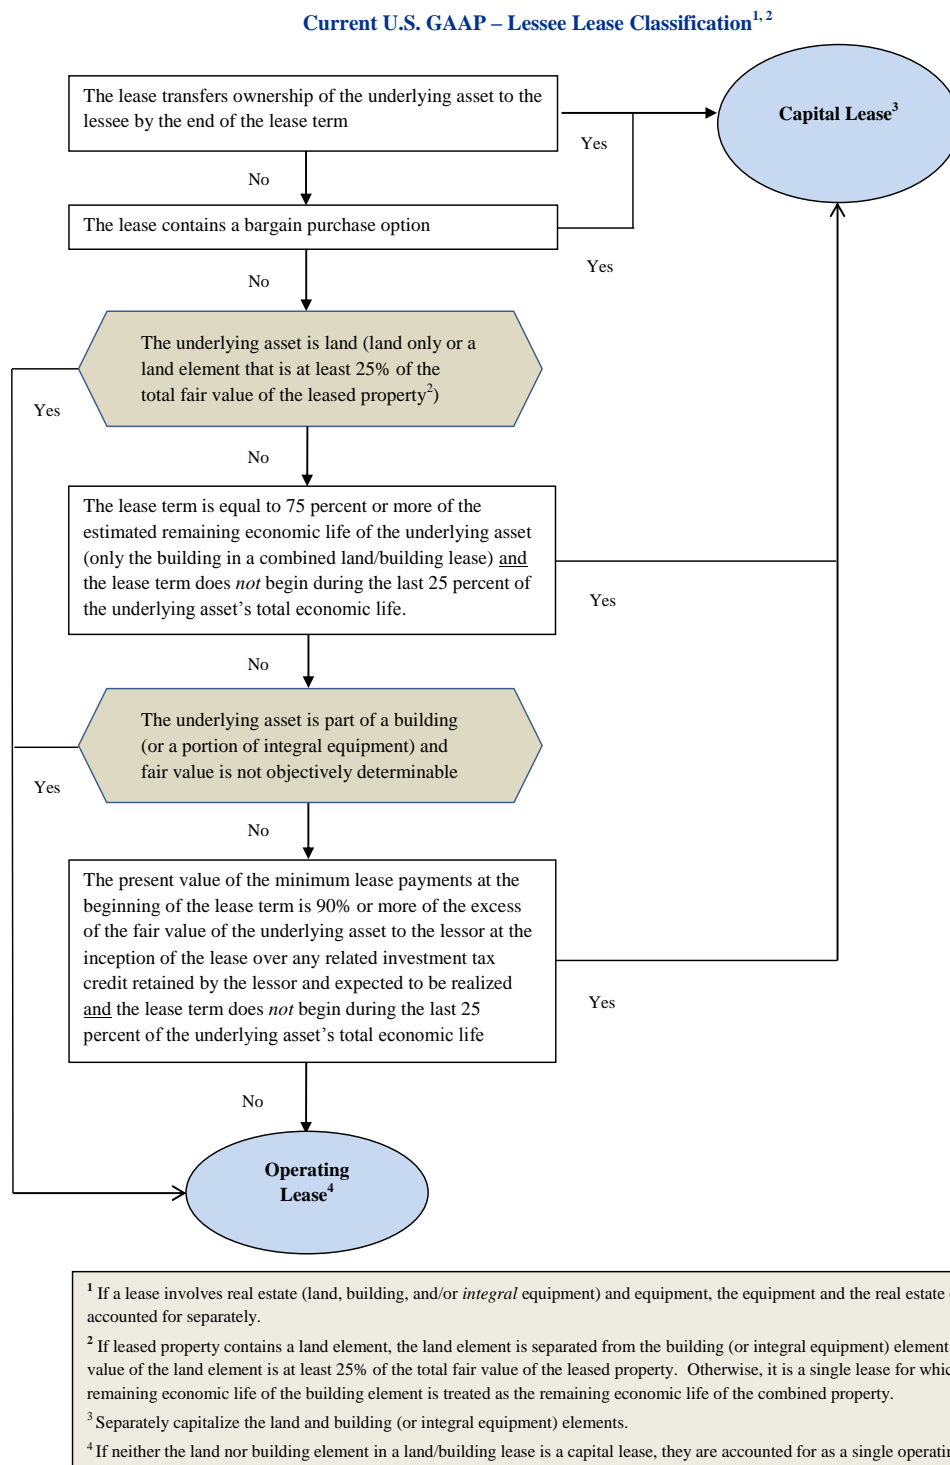 Current U.S. GAAP – Lessee Lease Classification1, 2
The lease transfers ownership of the underlying asset to the
lessee by the end of the lease term
Capital Lease3
Yes
No
The lease contains a bargain purchase option
Yes
No
The underlying asset is land (land only or a
land element that is at least 25% of the
total fair value of the leased property2)
Yes
No
The lease term is equal to 75 percent or more of the
estimated remaining economic life of the underlying asset
(only the building in a combined land/building lease) and
the lease term does not begin during the last 25 percent of
the underlying asset's total economic life.
Yes
No
The underlying asset is part of a building
(or a portion of integral equipment) and
fair value is not objectively determinable
Yes
No
The present value of the minimum lease payments at the
beginning of the lease term is 90% or more of the excess
of the fair value of the underlying asset to the lessor at the
inception of the lease over any related investment tax
credit retained by the lessor and expected to be realized
and the lease term does not begin during the last 25
percent of the underlying asset's total economic life
Yes
No
Operating
Lease4
1 If a lease involves real estate (land, building, and/or integral equipment) and equipment, the equipment and the real estate
accounted for separately.
2 If leased property contains a land element, the land element is separated from the building (or integral equipment) element
value of the land element is at least 25% of the total fair value of the leased property. Otherwise, it is a single lease for
remaining economic life of the building element is treated as the remaining economic life of the combined property.
3 Separately capitalize the land and building (or integral equipment) elements.
4 If neither the land nor building element in a land/building lease is a capital lease, they are accounted for as a single